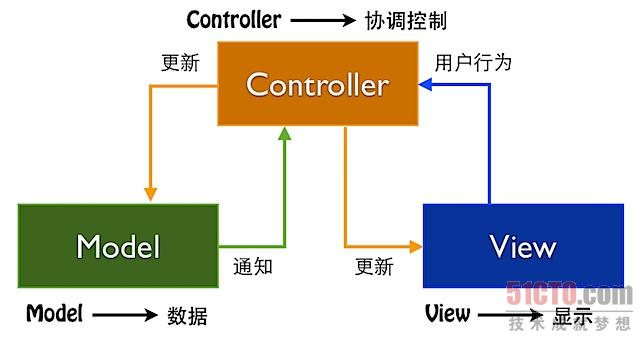 Controller → 协调控制
更新
用户行为
Controller
Model
View
通知
更新
Model → 数据
View → 显示
51CTO.com
技术成就梦想